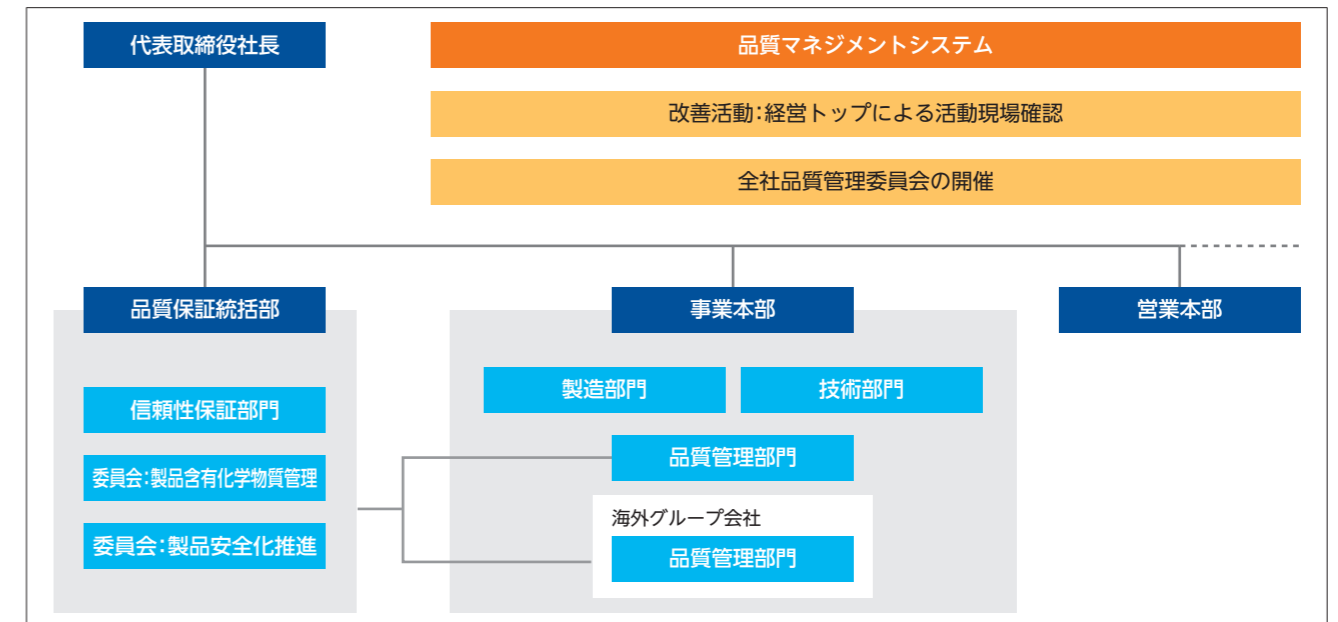 代表取締役社長
品質マネジメントシステム
改善活動:経営トップによる活動現場確認
全社品質管理委員会の開催
品質保証統括部
事業本部
営業本部
信頼性保証部門
委員会:製品含有化学物質管理
委員会:製品安全化推進
製造部門
技術部門
品質管理部門
海外グループ会社
品質管理部門